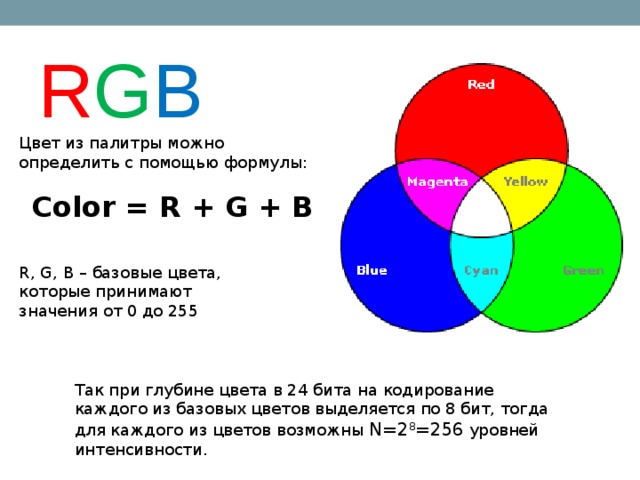 RGB
Цвет из палитры можно
определить с помощью формулы:
Color = R + G + B
R, G, B – базовые цвета,
которые принимают
значения от 0 до 255
Red
Magenta
Yellow
Blue
Cyan
Green
Так при глубине цвета в 24 бита на кодирование
каждого из базовых цветов выделяется по 8 бит, тогда
для каждого из цветов возможны N=2⁸=256 уровней
интенсивности.